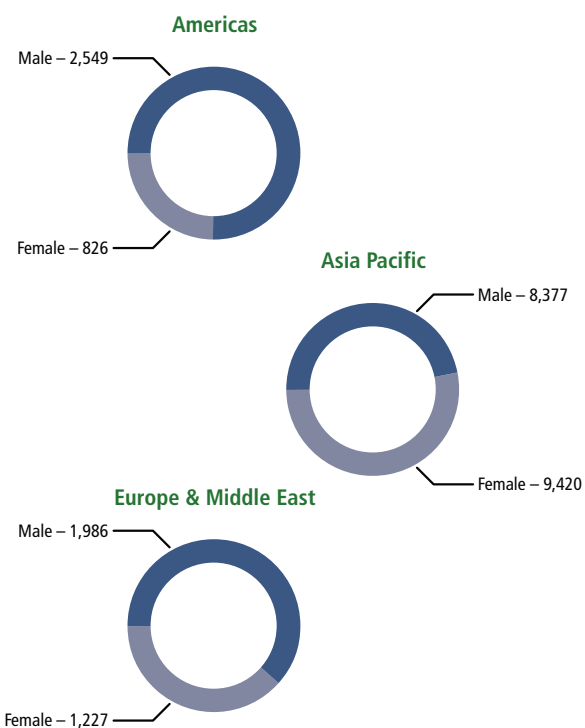 Americas
Male – 2,549
Female – 826
Asia Pacific
Male – 8,377
Female – 9,420
Europe & Middle East
Male – 1,986
Female – 1,227